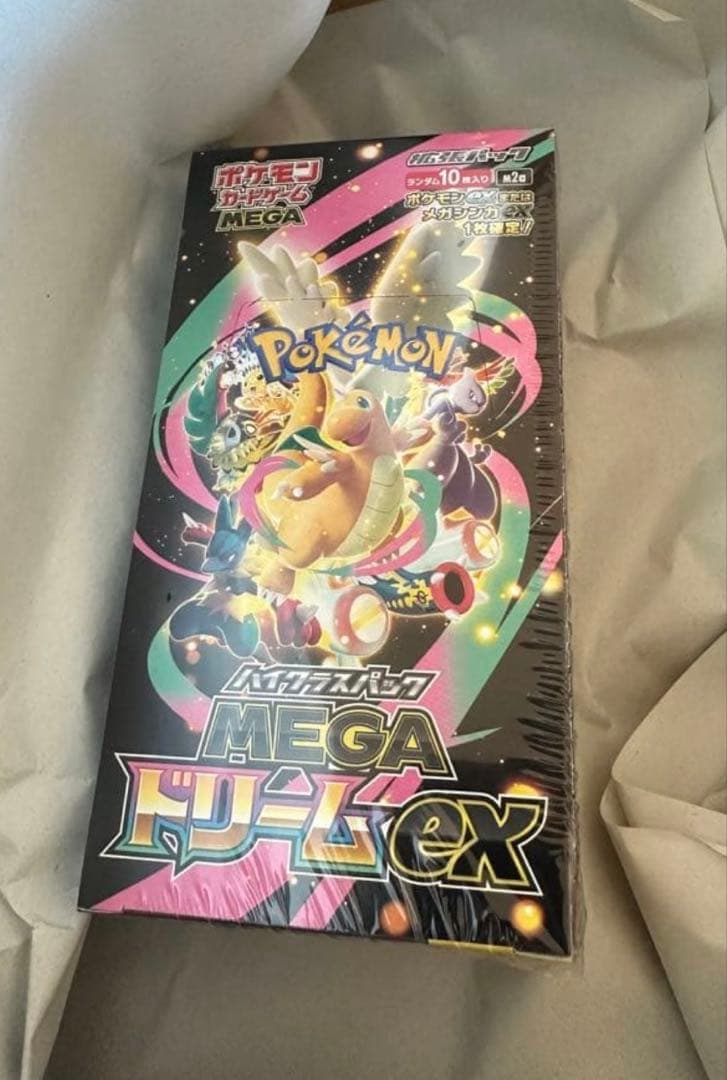 ポケモン
カードゲーム
MEGA
拡張パック
ランダム10枚入り
ポケモンexまたは
メガシンカex
1枚確定!
POKéMON
ハイクラスパック
MEGA
ドリームex